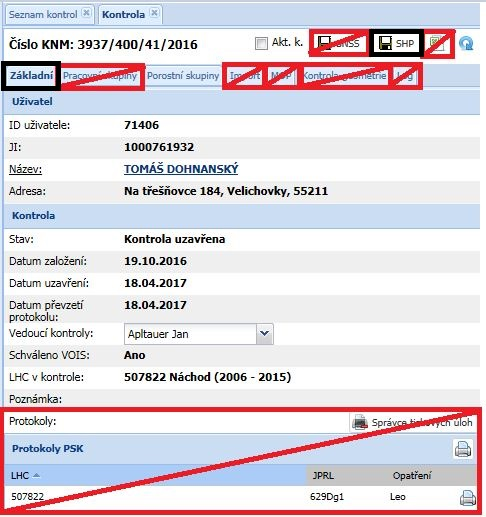 Seznam kontrol
Kontrola
Číslo KNM: 3937/400/41/2016
Akt. k.
GNSS
SHP
Základní
Pracovní skupiny
Porostní skupiny
Import
Kontrola geometrie
Log
Uživatel
ID uživatele: 71406
JI: 1000761932
Název: TOMÁŠ DOHNANSKÝ
Adresa: Na třešňovce 184, Velichovky, 55211
Kontrola
Stav: Kontrola uzavřena
Datum založení: 19.10.2016
Datum uzavření: 18.04.2017
Datum převzetí protokolu: 18.04.2017
Vedoucí kontroly: Apltauer Jan
Schváleno VOIS: Ano
LHC v kontrole: 507822 Náchod (2006 - 2015)
Poznámka:
Protokoly: Správce tiskových úloh
Protokoly PSK
LHC JPRL Opatření
507822 629Dg1 Leo